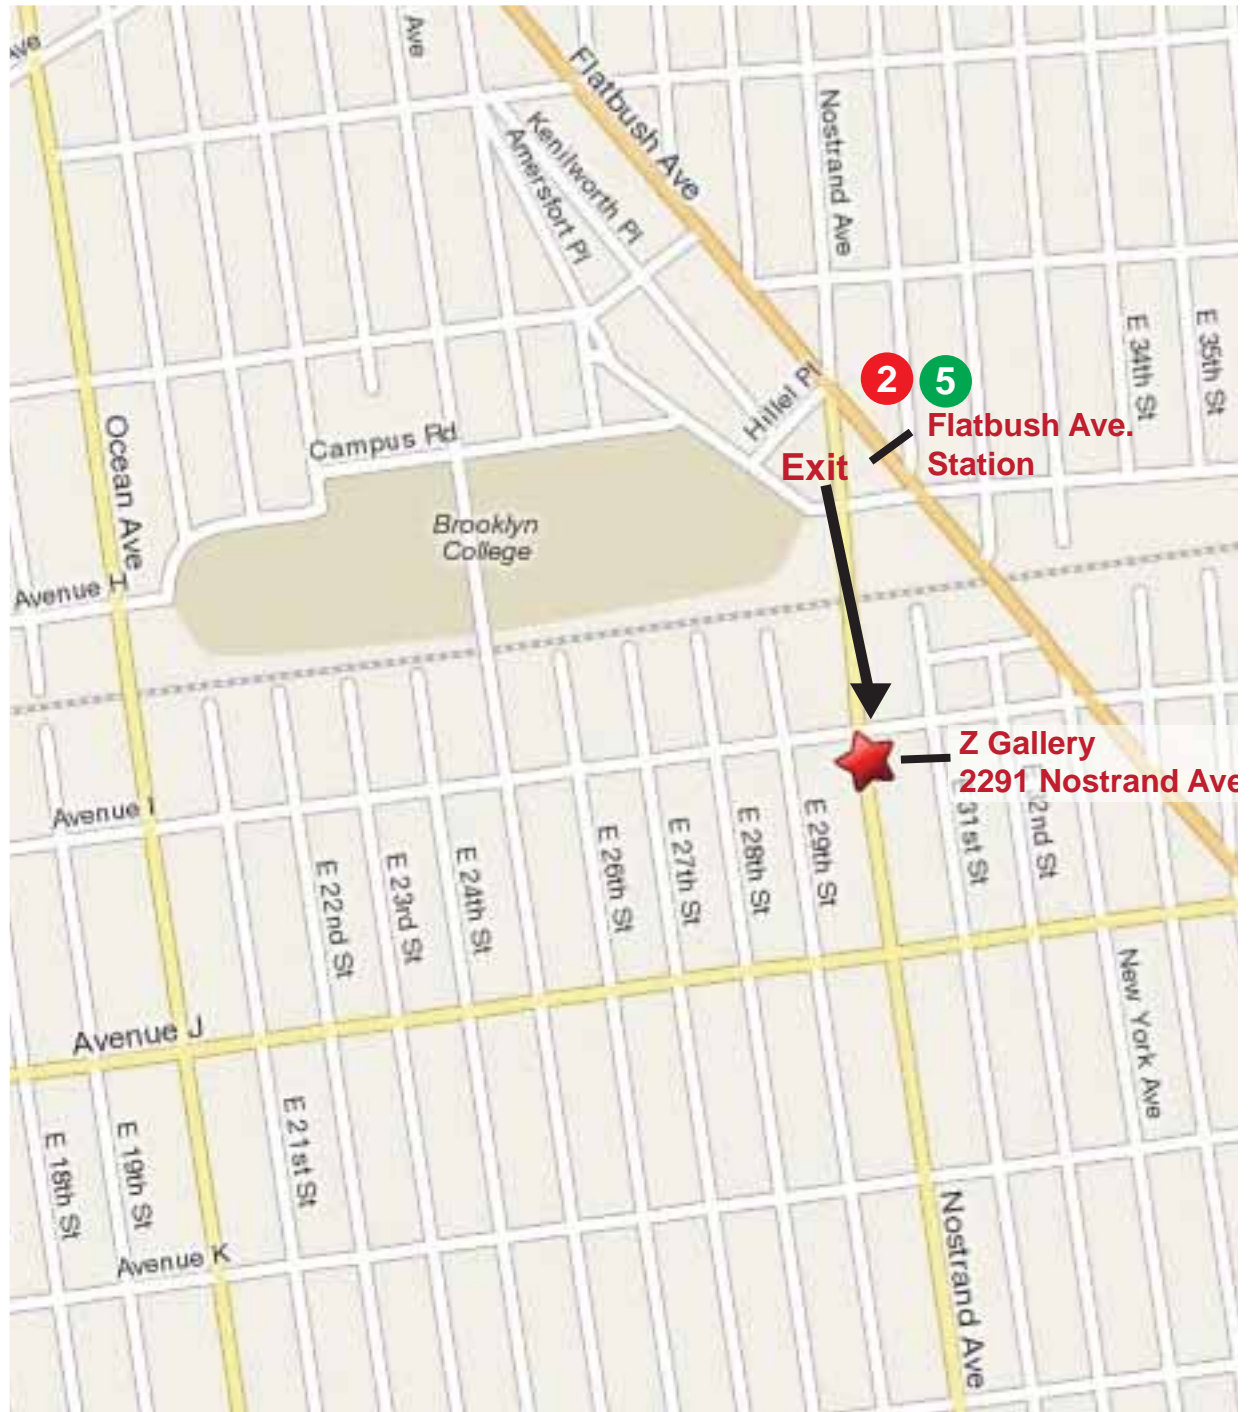 Ave
Ave
Flatbush Ave
Kenilworth Pl
Amersfort Pl
Nostrand Ave
E 34th St
E 35th St
2
5
Hillel Pl
Flatbush Ave.
Station
Exit
Ocean Ave
Campus Rd
Brooklyn
College
Avenue I
Z Gallery
2291 Nostrand Ave
Avenue I
E 22nd St
E 23rd St
E 24th St
E 26th St
E 27th St
E 28th St
E 29th St
31st St
2nd St
New York Ave
Avenue J
E 18th St
E 19th St
E 21st St
Avenue K
Nostrand Ave